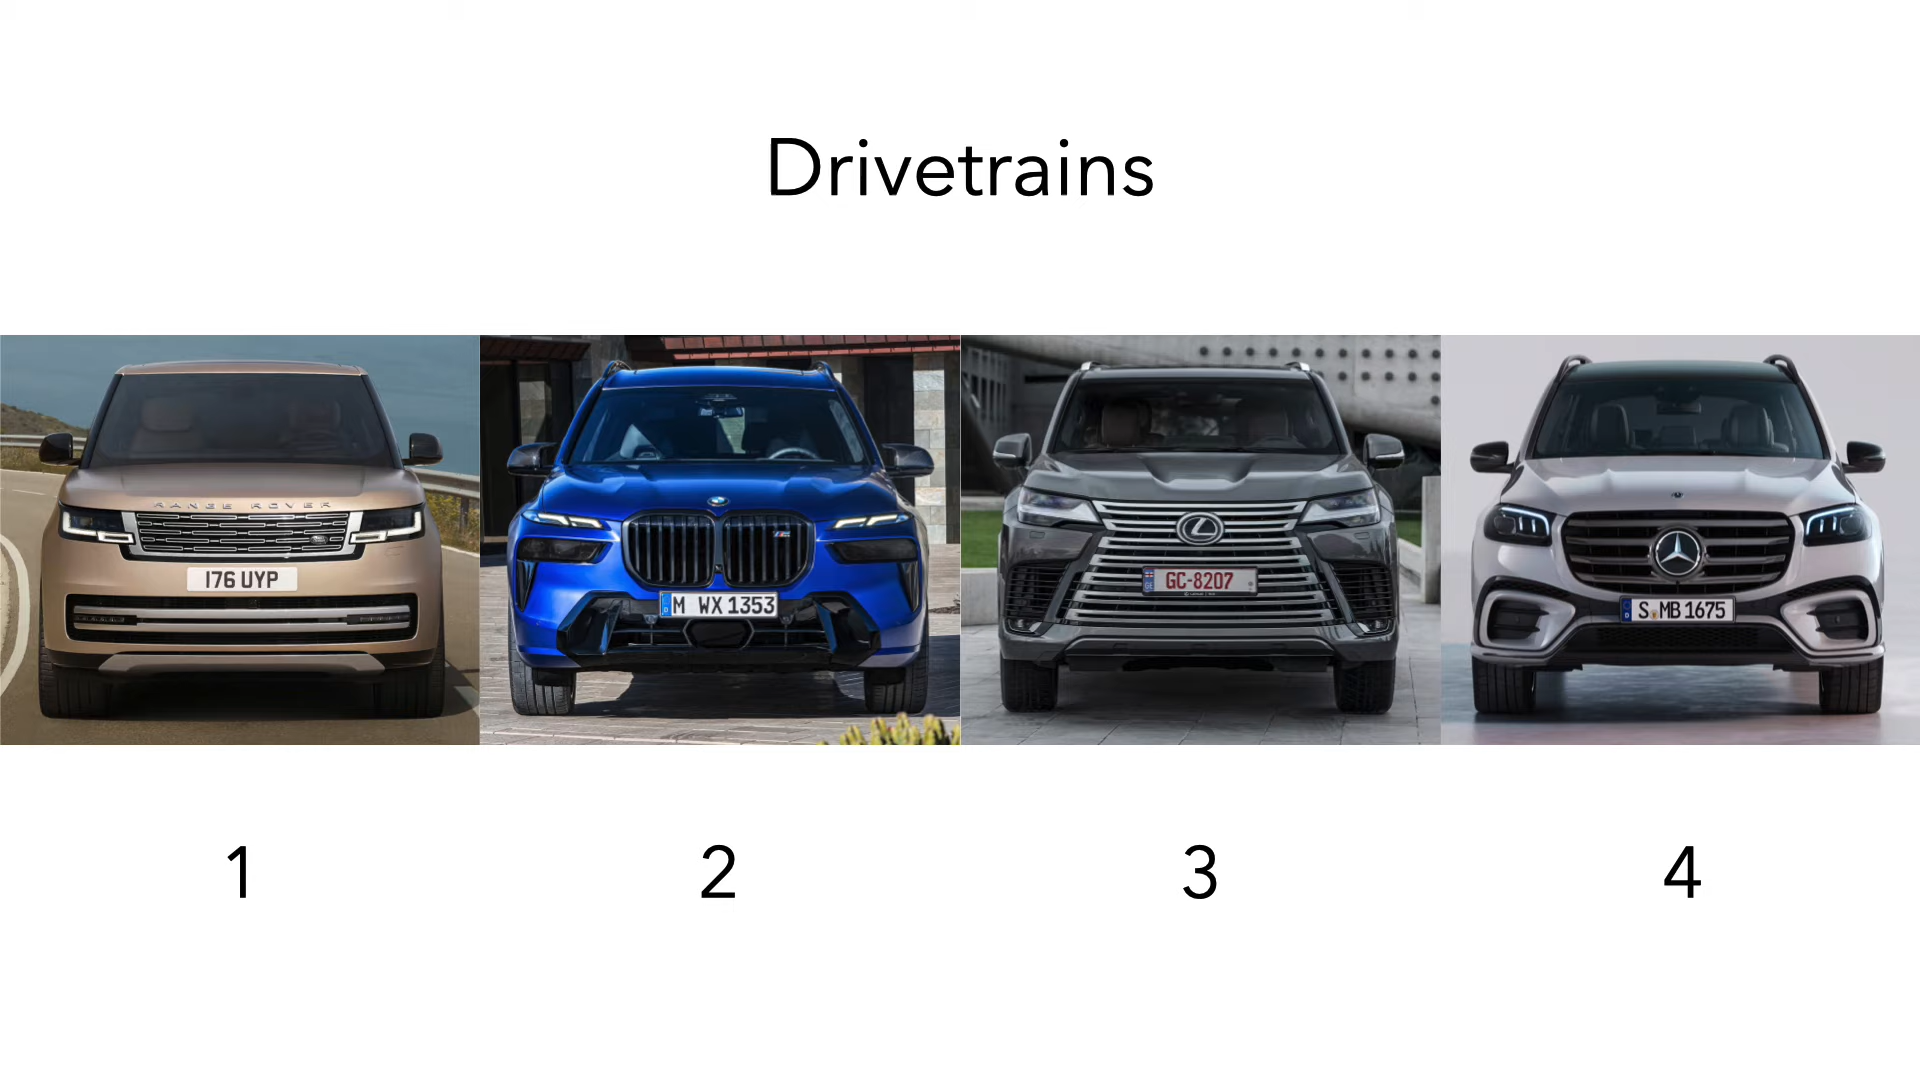 Drivetrains
RANGE ROVER
176 UYP
M WX 1353
GC-8207
S MB 1675
1
2
3
4